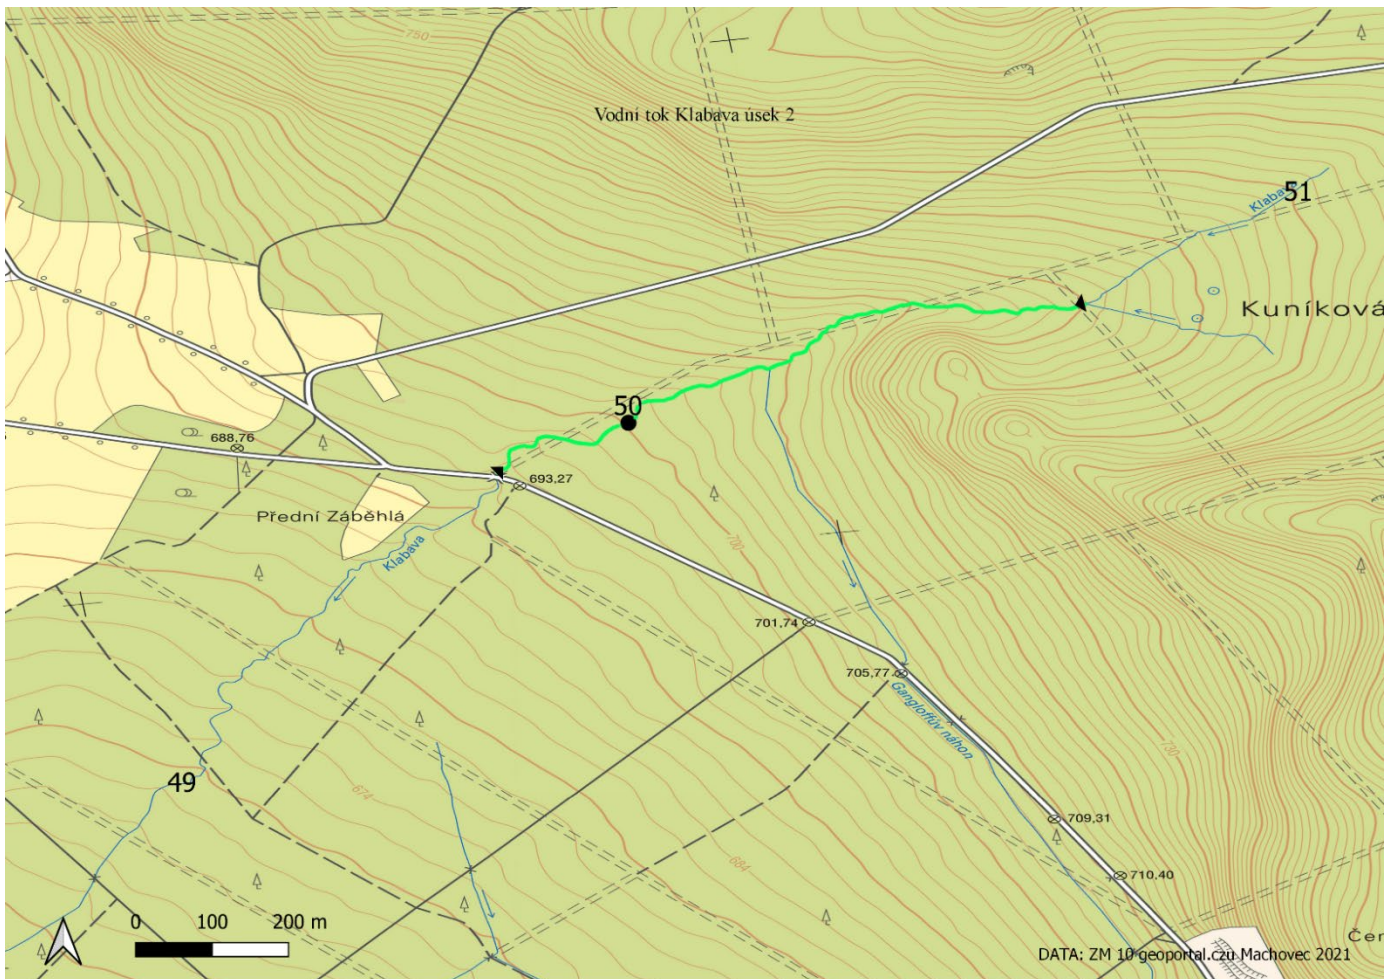 750
Vodní tok Klabava úsek 2
51
Klabava
Kuníková
50
688,76
693,27
Přední Záběhlá
Klabava
700
701,74
705,77
Gangloffův náhon
730
49
674
709,31
684
710,40
0 100 200 m
Čer
DATA: ZM 10 geoportal.czu Machovec 2021